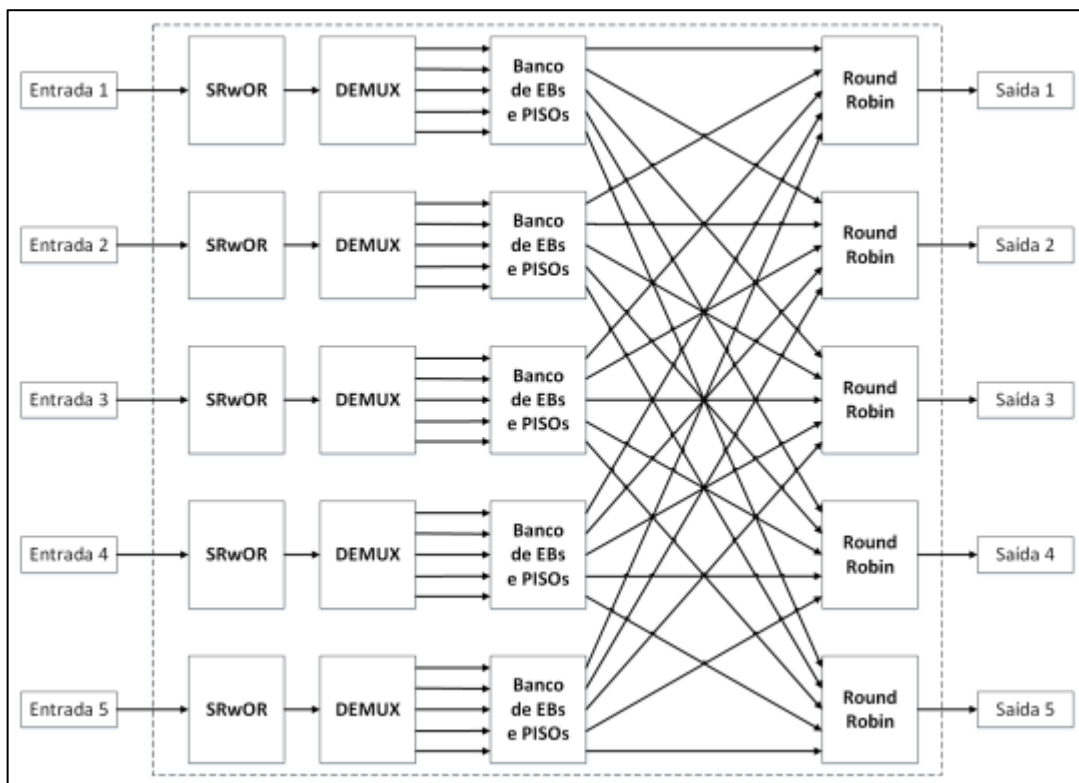 Entrada 1
SRwOR
DEMUX
Banco
de EBs
e PISOs
Round
Robin
Saída 1
Entrada 2
SRwOR
DEMUX
Banco
de EBs
e PISOs
Round
Robin
Saída 2
Entrada 3
SRwOR
DEMUX
Banco
de EBs
e PISOs
Round
Robin
Saída 3
Entrada 4
SRwOR
DEMUX
Banco
de EBs
e PISOs
Round
Robin
Saída 4
Entrada 5
SRwOR
DEMUX
Banco
de EBs
e PISOs
Round
Robin
Saída 5